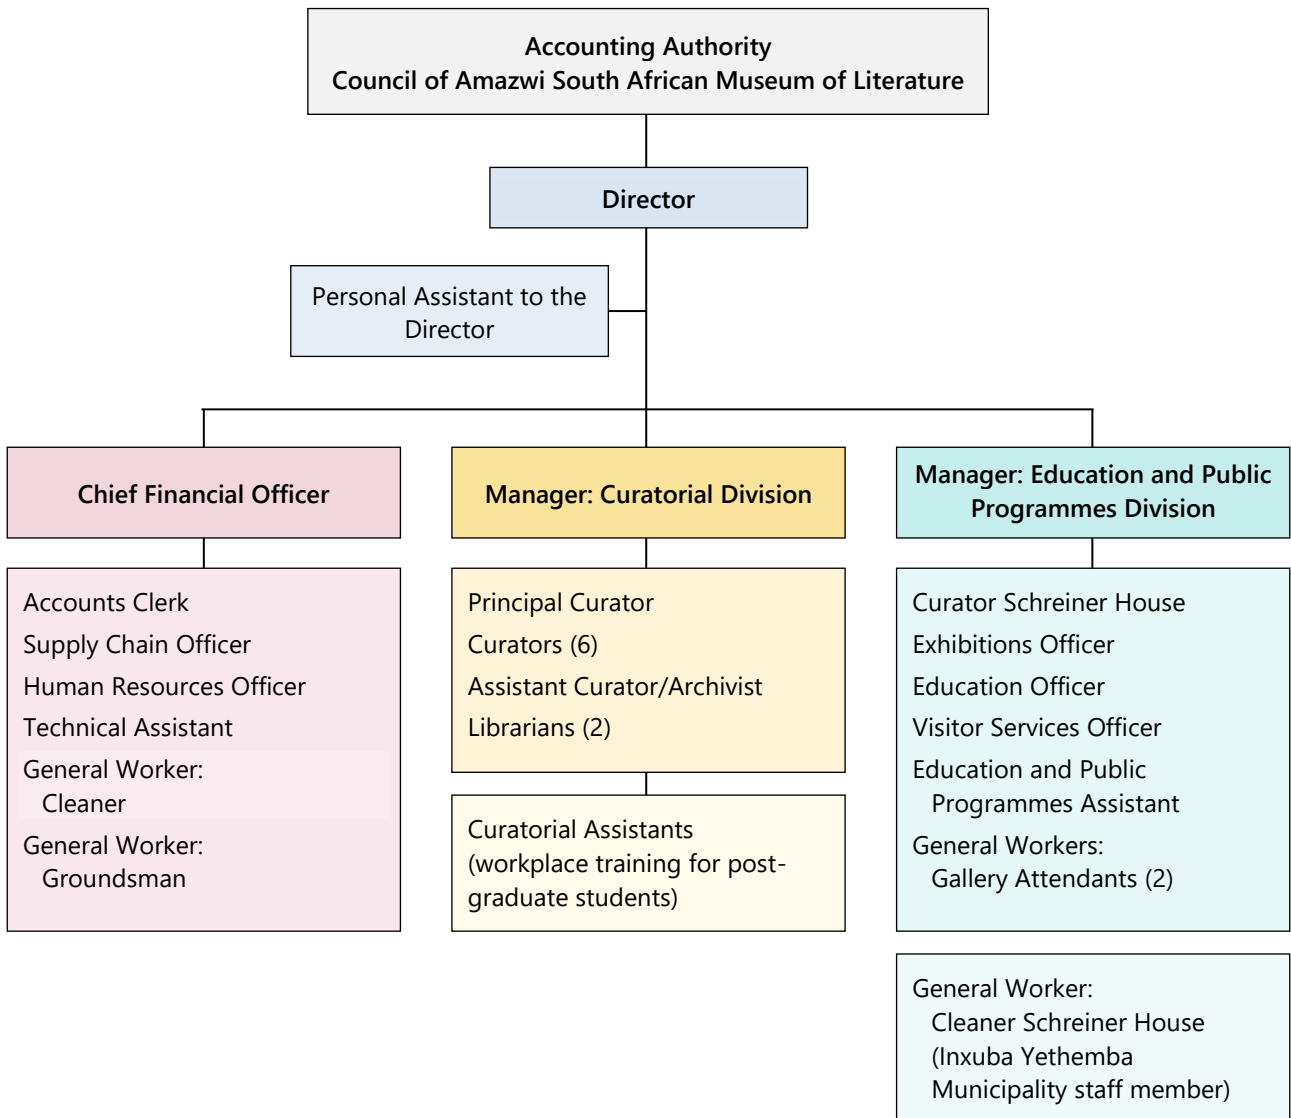 Accounting Authority
Council of Amazwi South African Museum of Literature
Director
Personal Assistant to the
Director
Chief Financial Officer
Accounts Clerk
Supply Chain Officer
Human Resources Officer
Technical Assistant
General Worker:
Cleaner
General Worker:
Groundsman
Manager: Curatorial Division
Principal Curator
Curators (6)
Assistant Curator/Archivist
Librarians (2)
Curatorial Assistants
(workplace training for post-
graduate students)
Manager: Education and Public
Programmes Division
Curator Schreiner House
Exhibitions Officer
Education Officer
Visitor Services Officer
Education and Public
Programmes Assistant
General Workers:
Gallery Attendants (2)
General Worker:
Cleaner Schreiner House
(Inxuba Yethemba
Municipality staff member)